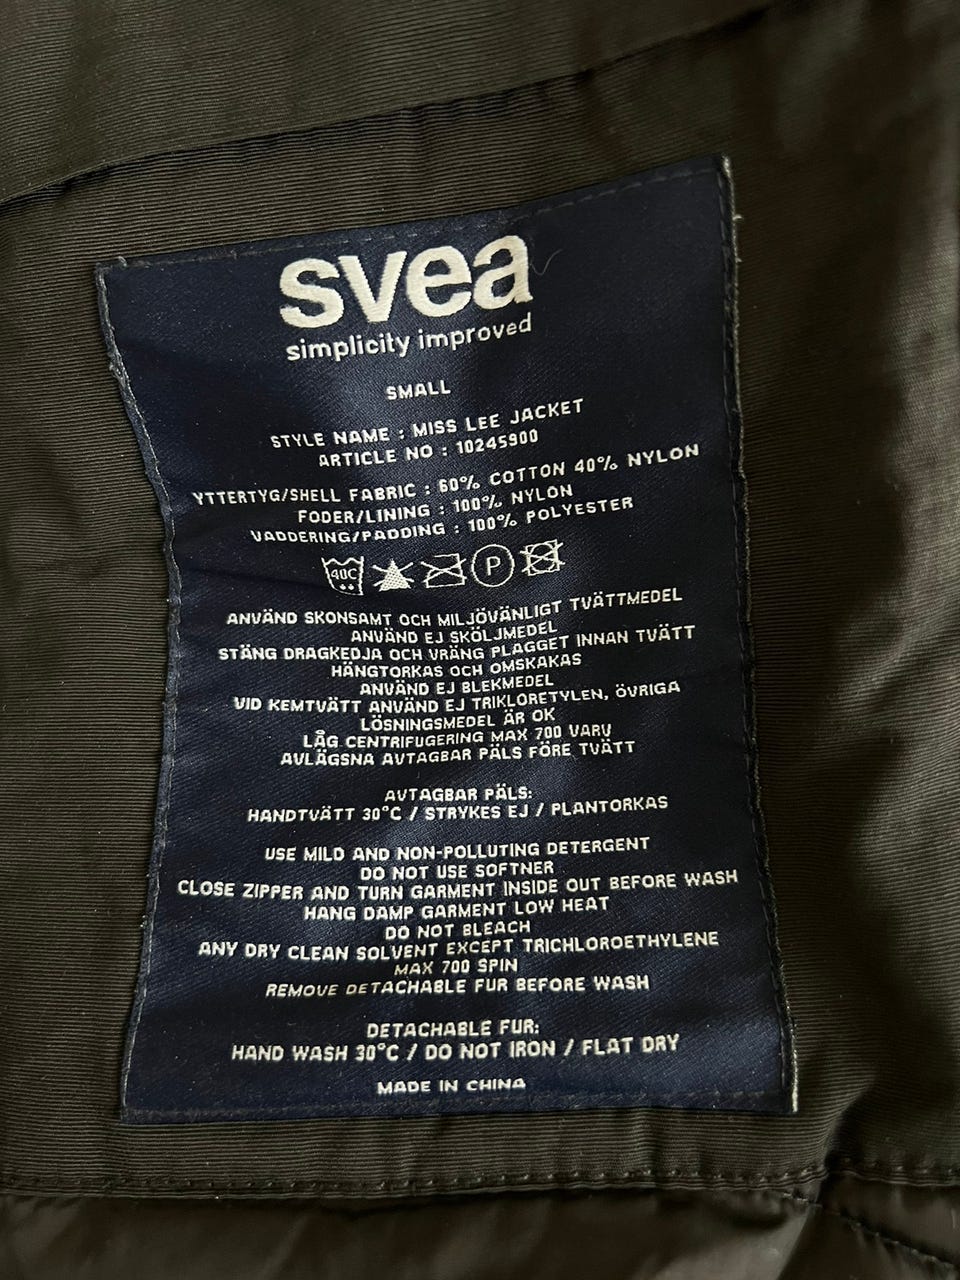 svea
simplicity improved
SMALL
STYLE NAME : MISS LEE JACKET
ARTICLE NO : 10245900
YTTERTYG/SHELL FABRIC : 60% COTTON 40% NYLON
FODER/LINING : 100% NYLON
VADDERING/PADDING : 100% POLYESTER
40C P
ANVÄND SKONSAMT OCH MILJÖVÄNLIGT TVÄTTMEDEL
ANVÄND EJ SKÖLJMEDEL
STÄNG DRAGKEDJA OCH VRÄNG PLAGGET INNAN TVÄTT
HÄNGTORKAS OCH OMSKAKAS
ANVÄND EJ BLEKMEDEL
VID KEMTVÄTT ANVÄND EJ TRIKLORETYLEN, ÖVRIGA
LÖSNINGSMEDEL ÄR OK
LÅG CENTRIFUGERING MAX 700 VARV
AVLÄGSNA AVTAGBAR PÄLS FÖRE TVÄTT
AVTAGBAR PÄLS:
HANDTVÄTT 30°C / STRYKES EJ / PLANTORKAS
USE MILD AND NON-POLLUTING DETERGENT
DO NOT USE SOFTNER
CLOSE ZIPPER AND TURN GARMENT INSIDE OUT BEFORE WASH
HANG DAMP GARMENT LOW HEAT
DO NOT BLEACH
ANY DRY CLEAN SOLVENT EXCEPT TRICHLOROETHYLENE
MAX 700 SPIN
REMOVE DETACHABLE FUR BEFORE WASH
DETACHABLE FUR:
HAND WASH 30°C / DO NOT IRON / FLAT DRY
MADE IN CHINA